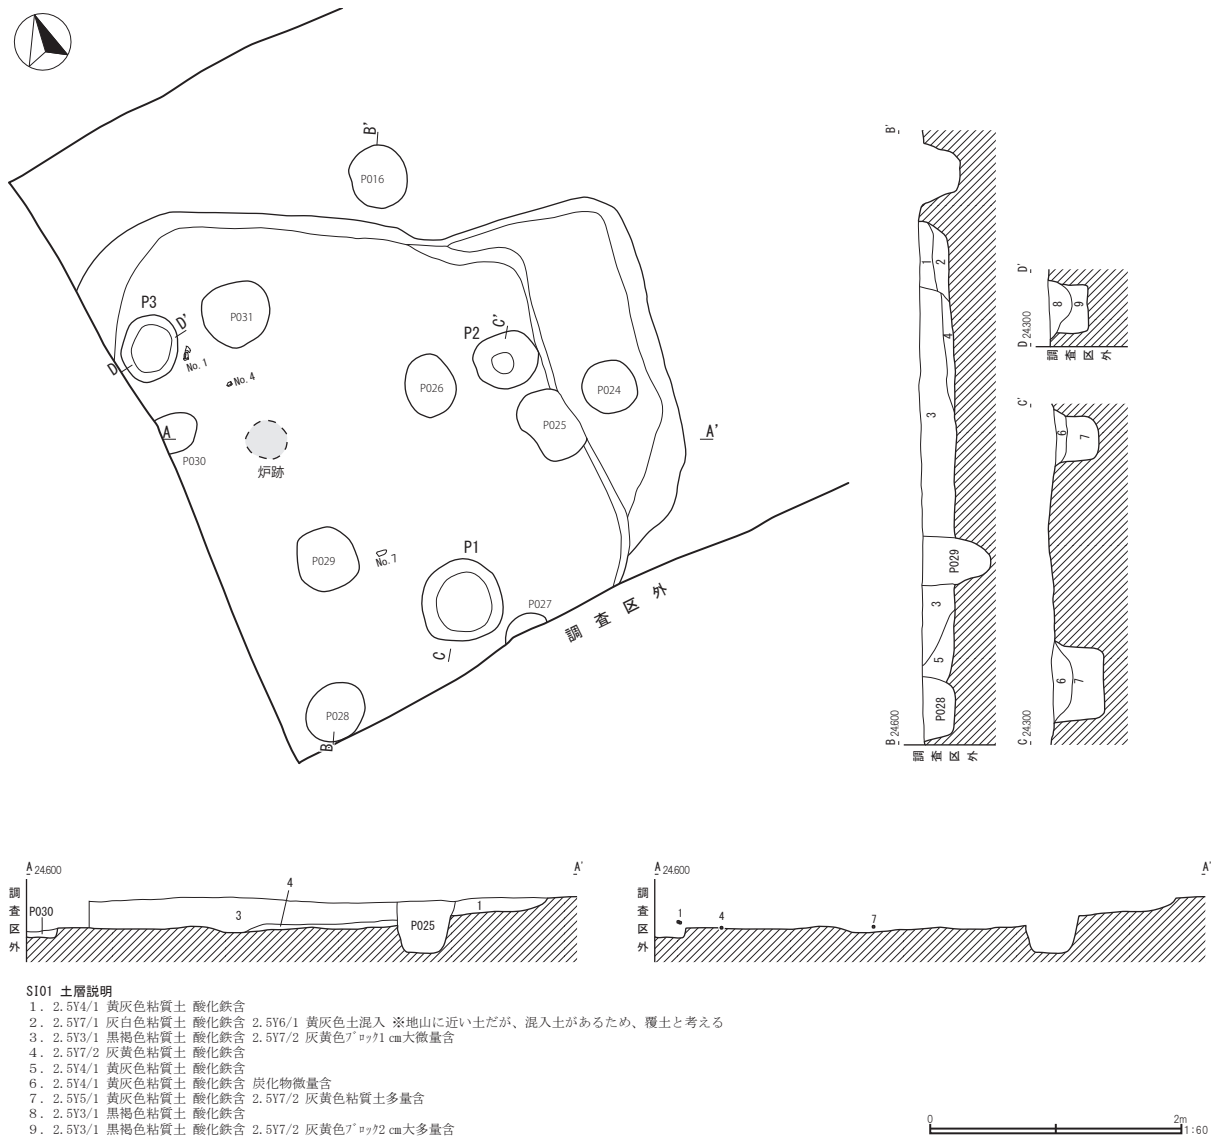 B'
P016
P3
D'
P031
D
No.1
No.4
P2
C'
P026
P024
P025
A
A'
P030
炉跡
P029
No.7
P1
P027
C
調査区外
P028
B
B'
1
2
4
3
P029
3
5
P028
B 24.600
調査区外
D'
8
9
D 24.300
調査区外
C'
6
7
6
7
C 24.300
A 24.600
A'
調査区外
P030
3
4
P025
1
A 24.600
A'
調査区外
1
4
7
SI01 土層説明
1. 2.5Y4/1 黄灰色粘質土 酸化鉄含
2. 2.5Y7/1 灰白色粘質土 酸化鉄含 2.5Y6/1 黄灰色土混入 ※地山に近い土だが、混入土があるため、覆土と考える
3. 2.5Y3/1 黒褐色粘質土 酸化鉄含 2.5Y7/2 灰黄色ブロック1㎝大微量含
4. 2.5Y7/2 灰黄色粘質土 酸化鉄含
5. 2.5Y4/1 黄灰色粘質土 酸化鉄含
6. 2.5Y4/1 黄灰色粘質土 酸化鉄含 炭化物微量含
7. 2.5Y5/1 黄灰色粘質土 酸化鉄含 2.5Y7/2 灰黄色粘質土多量含
8. 2.5Y3/1 黒褐色粘質土 酸化鉄含
9. 2.5Y3/1 黒褐色粘質土 酸化鉄含 2.5Y7/2 灰黄色ブロック2㎝大多量含
0 2m
1:60